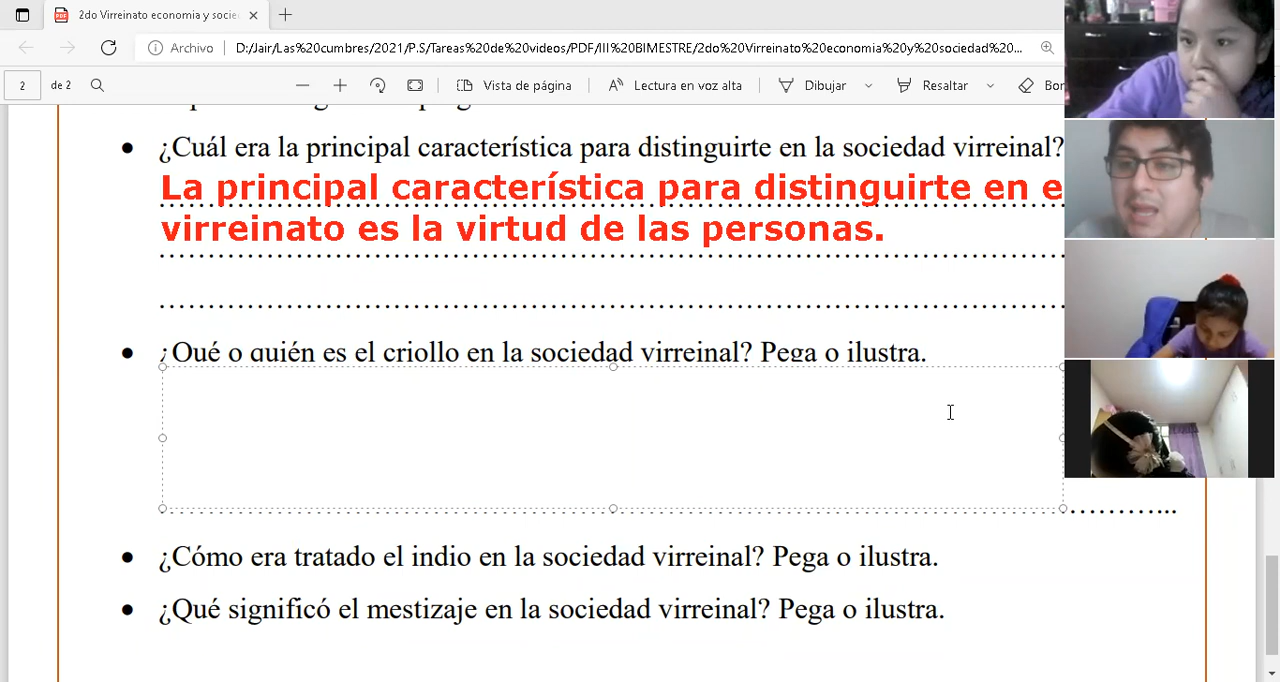 2do Virreinato economia y socie
Archivo D:/Jair/Las%20cumbres/2021/P.S/Tareas%20de%20videos/PDF/III%20BIMESTRE/2do%20Virreinato%20economia%20y%20sociedad%20...
2 de 2 Vista de página Lectura en voz alta Dibujar Resaltar Bor
• ¿Cuál era la principal característica para distinguirte en la sociedad virreinal?
La principal característica para distinguirte en e
virreinato es la virtud de las personas.
• ¿Qué o quién es el criollo en la sociedad virreinal? Pega o ilustra.
• ¿Cómo era tratado el indio en la sociedad virreinal? Pega o ilustra.
• ¿Qué significó el mestizaje en la sociedad virreinal? Pega o ilustra.